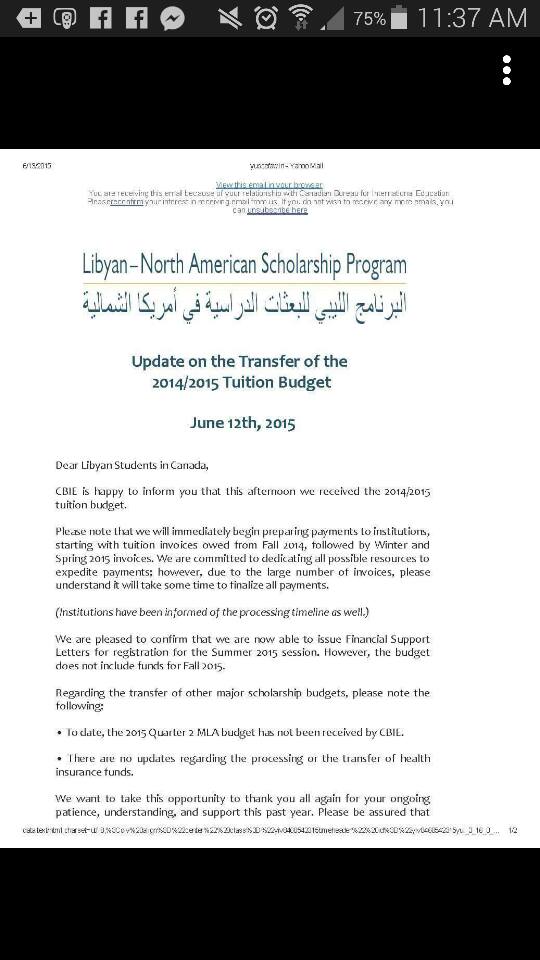 75% 11:37 AM
6/13/2015
View this email in your browser
You are receiving this email because of your relationship with Canadian Bureau for International Education
Please reconfirm your interest in receiving email from us. If you do not wish to receive any more emails, you
can unsubscribe here
Libyan–North American Scholarship Program
البرنامج الليبي للبعثات الدراسية في أمريكا الشمالية
Update on the Transfer of the
2014/2015 Tuition Budget
June 12th, 2015
Dear Libyan Students in Canada,
CBIE is happy to inform you that this afternoon we received the 2014/2015
tuition budget.
Please note that we will immediately begin preparing payments to institutions,
starting with tuition invoices owed from Fall 2014, followed by Winter and
Spring 2015 invoices. We are committed to dedicating all possible resources to
expedite payments; however, due to the large number of invoices, please
understand it will take some time to finalize all payments.
(Institutions have been informed of the processing timeline as well.)
We are pleased to confirm that we are now able to issue Financial Support
Letters for registration for the Summer 2015 session. However, the budget
does not include funds for Fall 2015.
Regarding the transfer of other major scholarship budgets, please note the
following:
• To date, the 2015 Quarter 2 MLA budget has not been received by CBIE.
• There are no updates regarding the processing or the transfer of health
insurance funds.
We want to take this opportunity to thank you all again for your ongoing
patience, understanding, and support this past year. Please be assured that
1/2